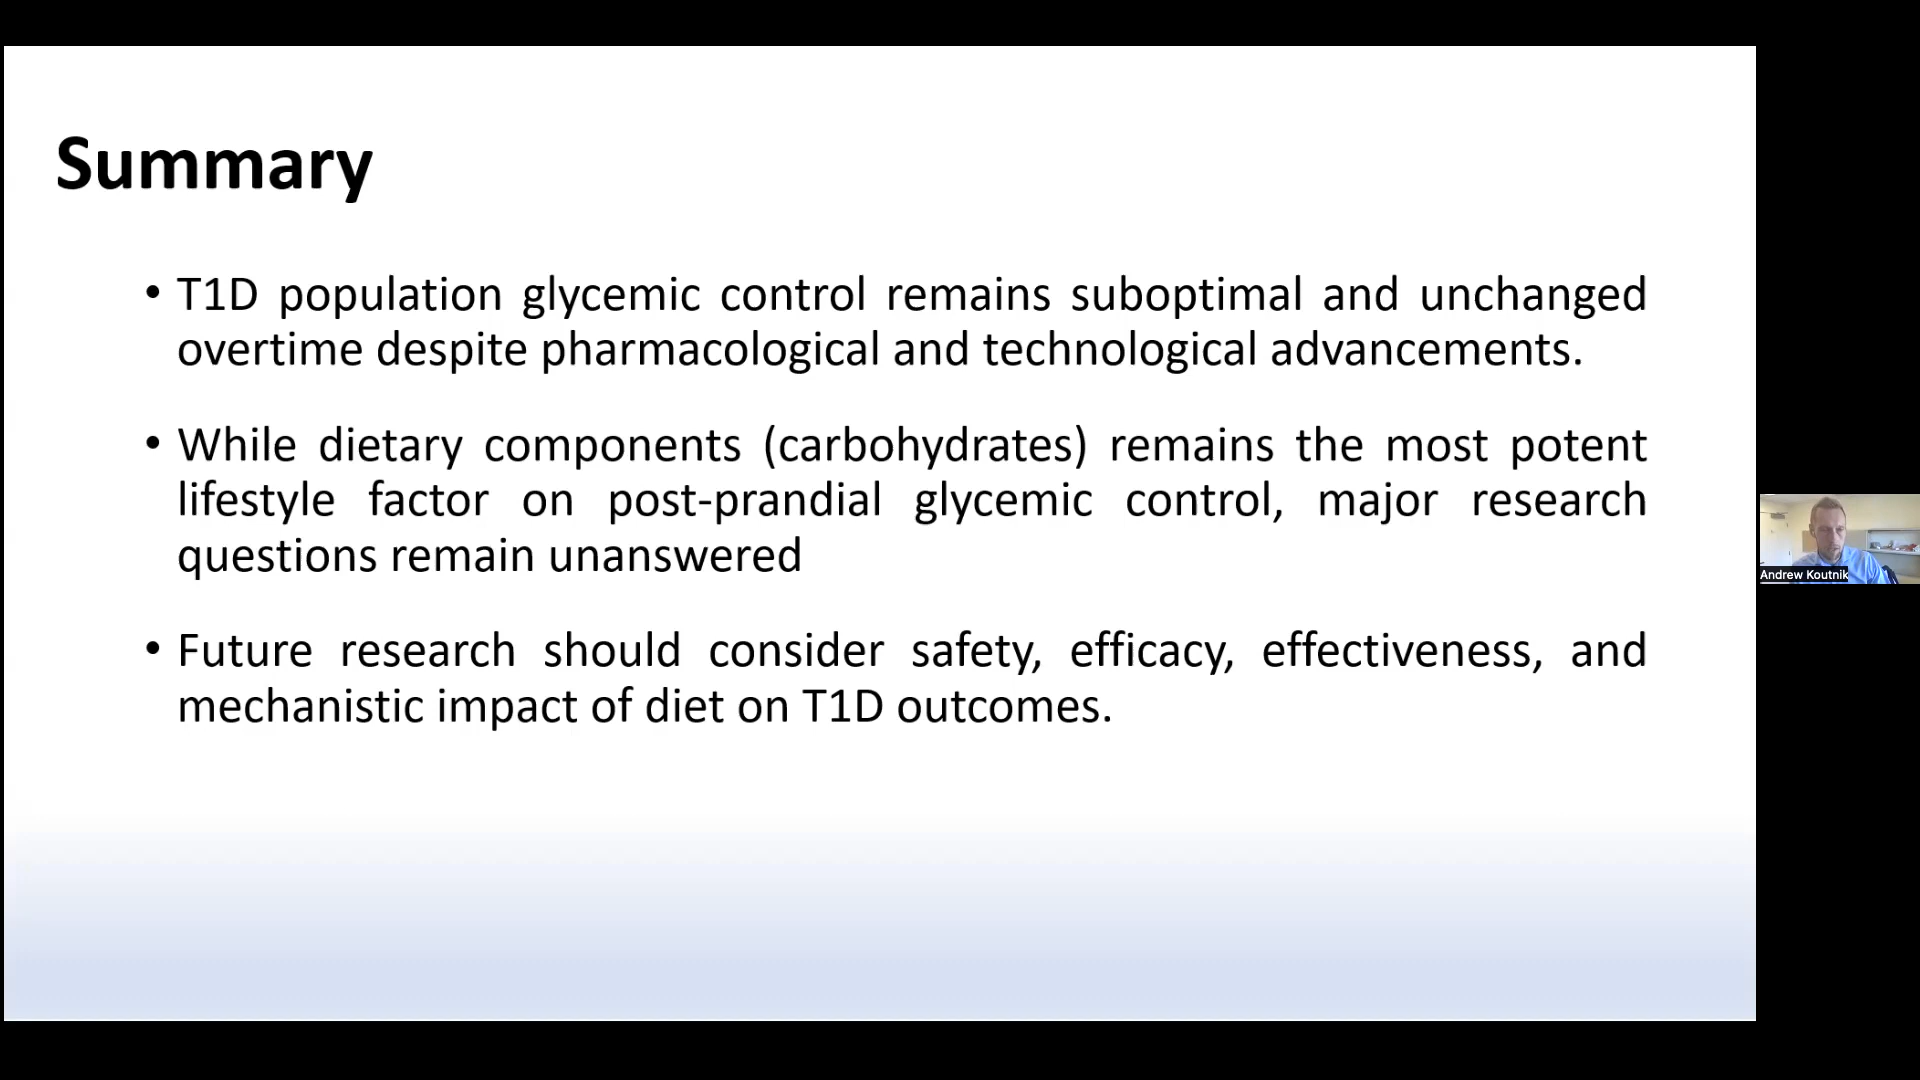 Summary
• T1D population glycemic control remains suboptimal and unchanged
overtime despite pharmacological and technological advancements.
• While dietary components (carbohydrates) remains the most potent
lifestyle factor on post-prandial glycemic control, major research
questions remain unanswered
• Future research should consider safety, efficacy, effectiveness, and
mechanistic impact of diet on T1D outcomes.
Andrew Koutnik